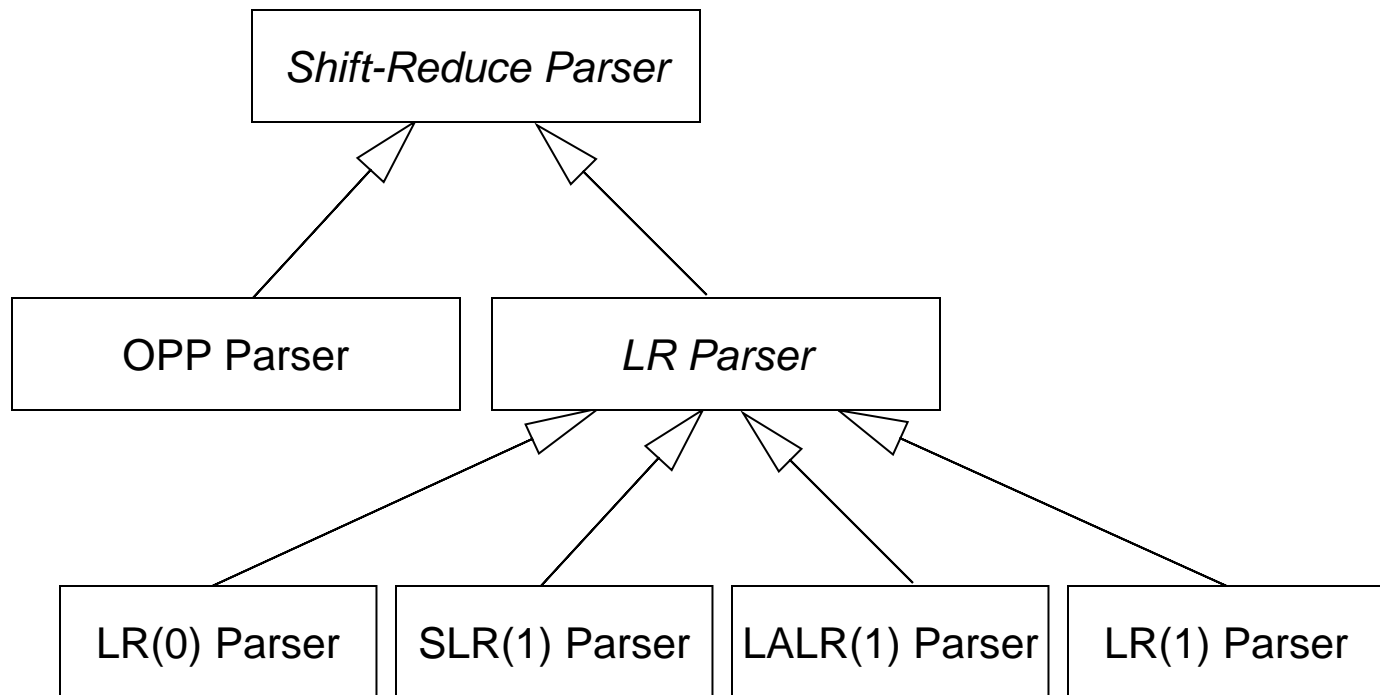 Shift-Reduce Parser
OPP Parser
LR Parser
LR(0) Parser
SLR(1) Parser
LALR(1) Parser
LR(1) Parser